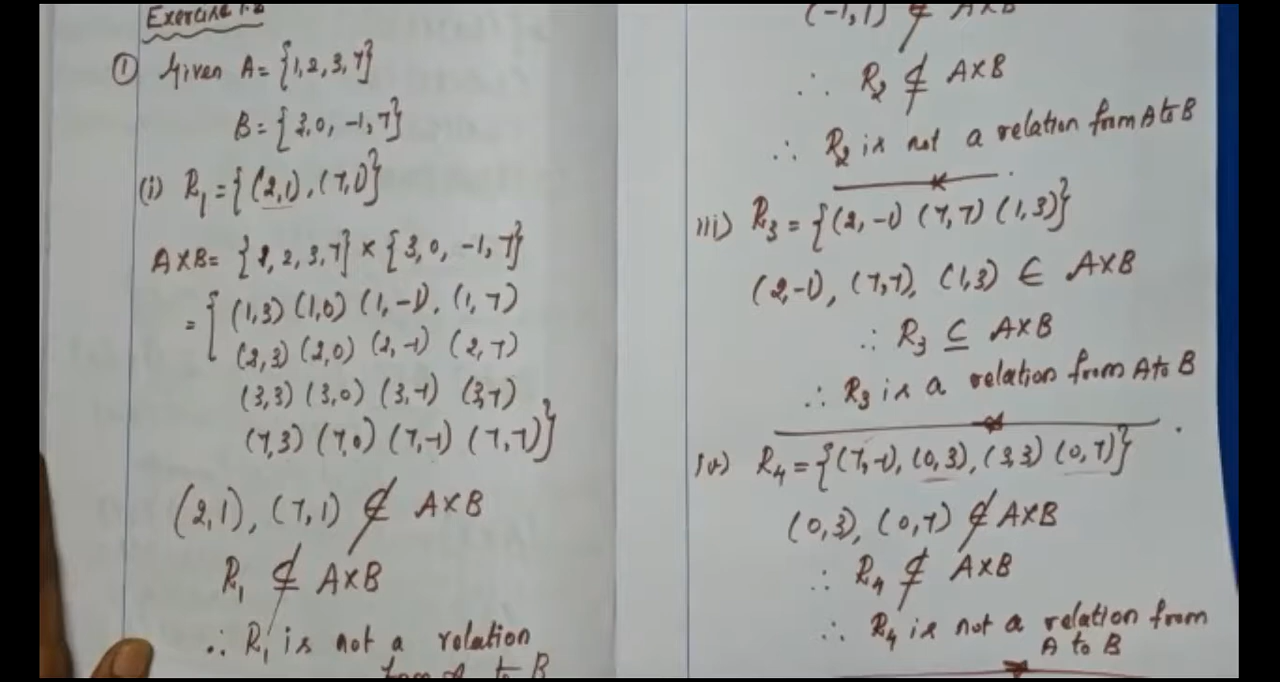 Exercise 1.2
① Given A = {1, 2, 3, 7}
B = {3, 0, -1, 7}
(i) R₁ = {(2,1), (7,1)}
A×B = {1, 2, 3, 7} × {3, 0, -1, 7}
= { (1,3) (1,0) (1,-1), (1,7)
(2,3) (2,0) (2,-1) (2,7)
(3,3) (3,0) (3,-1) (3,7)
(7,3) (7,0) (7,-1) (7,7)}
(2,1), (7,1) ∉ A×B
R₁ ⊈ A×B
∴ R₁ is not a relation
from A to B
(-1,1) ∉ A×B
∴ R₂ ⊈ A×B
∴ R₂ is not a relation from A to B
iii) R₃ = {(2,-1) (7,7) (1,3)}
(2,-1), (7,7), (1,3) ∈ A×B
∴ R₃ ⊆ A×B
∴ R₃ is a relation from A to B
iv) R₄ = {(7,-1), (0,3), (3,3) (0,7)}
(0,3), (0,7) ∉ A×B
∴ R₄ ⊈ A×B
∴ R₄ is not a relation from
A to B